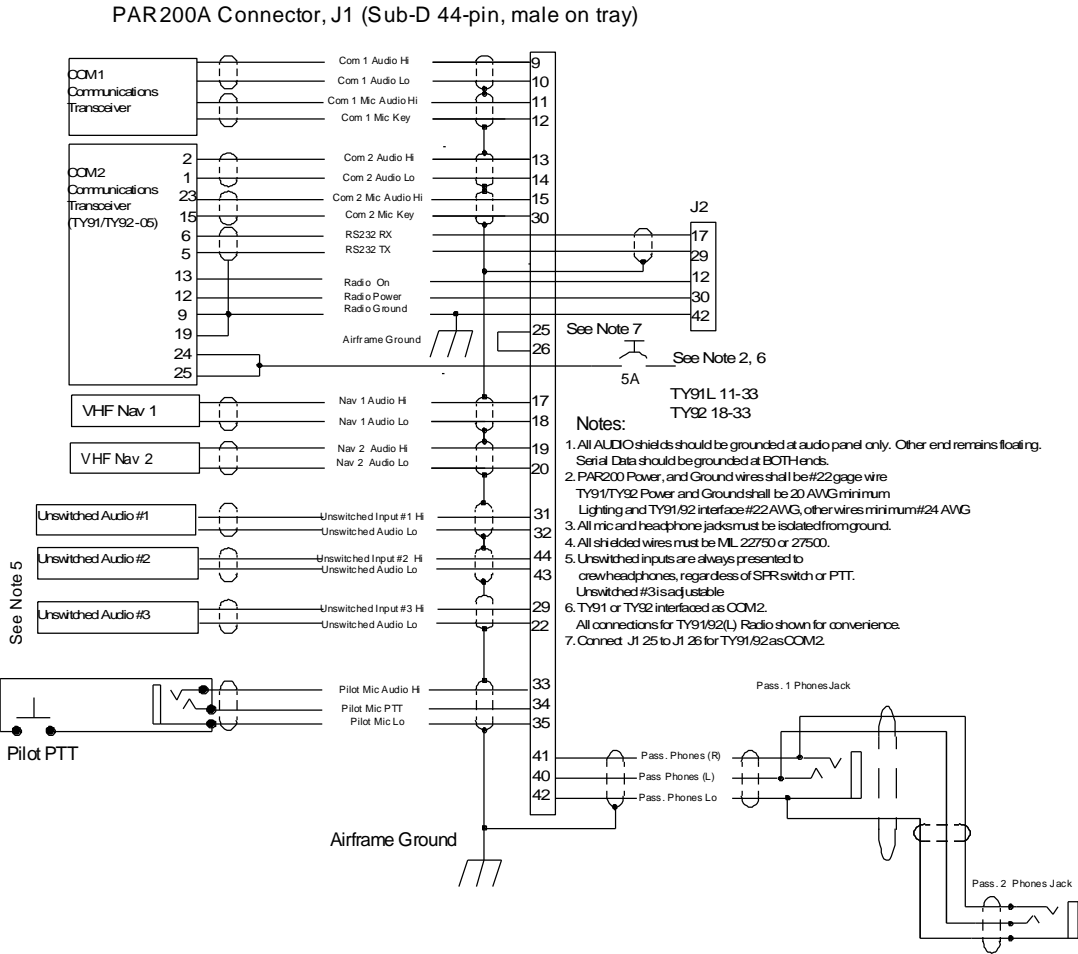 PAR200A Connector, J1 (Sub-D 44-pin, male on tray)
COM1
Communications
Transceiver
Com 1 Audio Hi
9
Com 1 Audio Lo
10
Com 1 Mic Audio Hi
11
Com 1 Mic Key
12
COM2
Communications
Transceiver
(TY91/TY92-05)
2
Com 2 Audio Hi
13
1
Com 2 Audio Lo
14
23
Com 2 Mic Audio Hi
15
15
Com 2 Mic Key
30
6
RS232 RX
5
RS232 TX
13
Radio On
12
Radio Power
9
Radio Ground
19
24
25
J2
17
29
12
30
42
Airframe Ground
25
26
See Note 7
5A
See Note 2, 6
TY91L 11-33
TY92 18-33
VHF Nav 1
Nav 1 Audio Hi
17
Nav 1 Audio Lo
18
VHF Nav 2
Nav 2 Audio Hi
19
Nav 2 Audio Lo
20
See Note 5
Unswitched Audio #1
Unswitched Input #1 Hi
31
Unswitched Audio Lo
32
Unswitched Audio #2
Unswitched Input #2 Hi
44
Unswitched Audio Lo
43
Unswitched Audio #3
Unswitched Input #3 Hi
29
Unswitched Audio Lo
22
Notes:
1. All AUDIO shields should be grounded at audio panel only. Other end remains floating.
Serial Data should be grounded at BOTH ends.
2. PAR200 Power, and Ground wires shall be #22 gage wire
TY91/TY92 Power and Ground shall be 20 AWG minimum
Lighting and TY91/92 interface #22 AWG, other wires minimum #24 AWG
3. All mic and headphone jacks must be isolated from ground.
4. All shielded wires must be MIL 22750 or 27500.
5. Unswitched inputs are always presented to
crew headphones, regardless of SPR switch or PTT.
Unswitched #3 is adjustable
6. TY91 or TY92 interfaced as COM2.
All connections for TY91/92(L) Radio shown for convenience.
7. Connect J1 25 to J1 26 for TY91/92 as COM2.
Pilot PTT
Pilot Mic Audio Hi
33
Pilot Mic PTT
34
Pilot Mic Lo
35
41
Pass. Phones (R)
40
Pass Phones (L)
42
Pass. Phones Lo
Pass. 1 Phones Jack
Airframe Ground
Pass. 2 Phones Jack